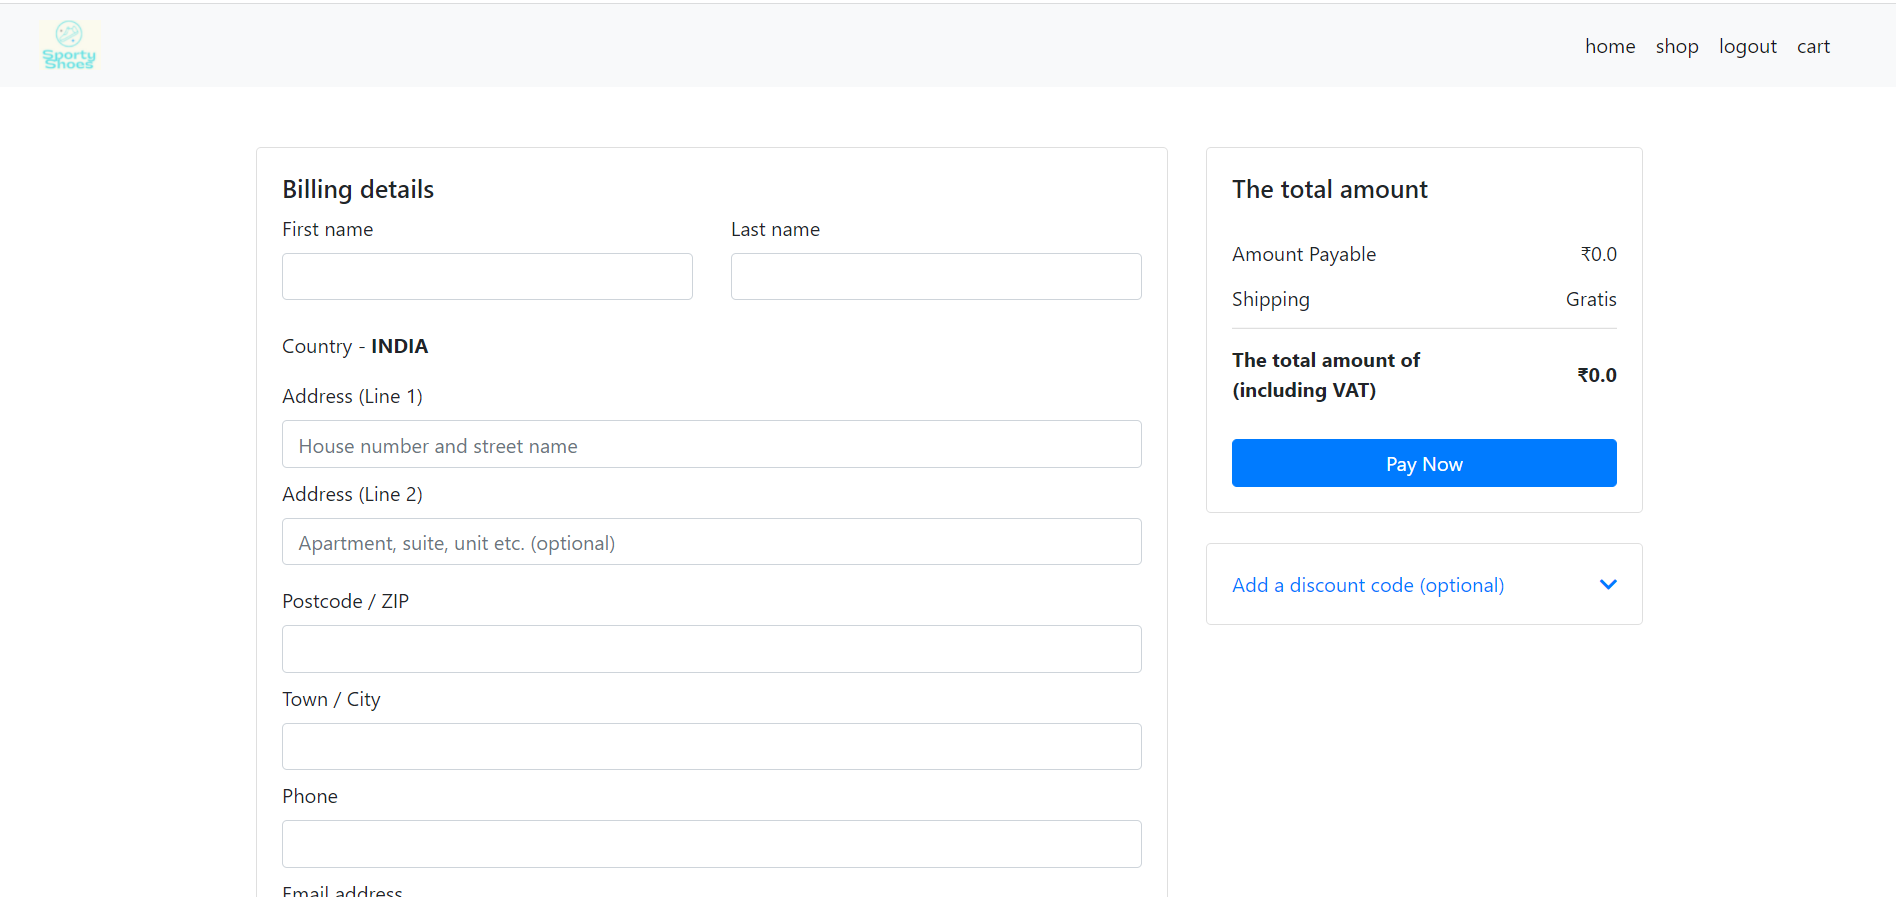 Sporty
Shoes
home shop logout cart
Billing details
First name
Last name
Country - INDIA
Address (Line 1)
House number and street name
Address (Line 2)
Apartment, suite, unit etc. (optional)
Postcode / ZIP
Town / City
Phone
Email address
The total amount
Amount Payable ₹0.0
Shipping Gratis
The total amount of
(including VAT) ₹0.0
Pay Now
Add a discount code (optional)